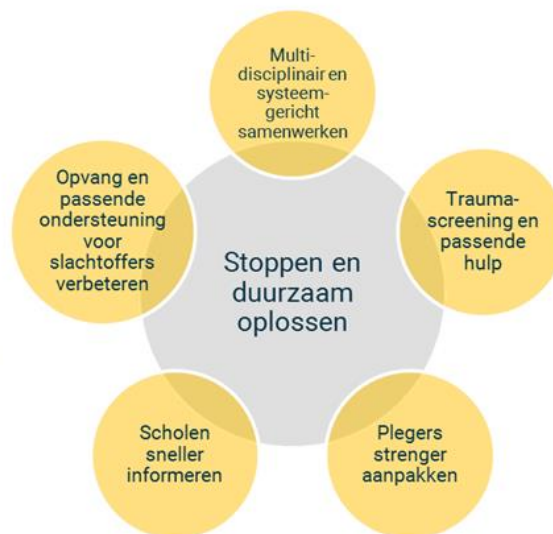 Multi-
disciplinair en
systeem-
gericht
samenwerken
Opvang en
passende
ondersteuning
voor
slachtoffers
verbeteren
Trauma-
screening en
passende
hulp
Stoppen en
duurzaam
oplossen
Scholen
sneller
informeren
Plegers
strenger
aanpakken